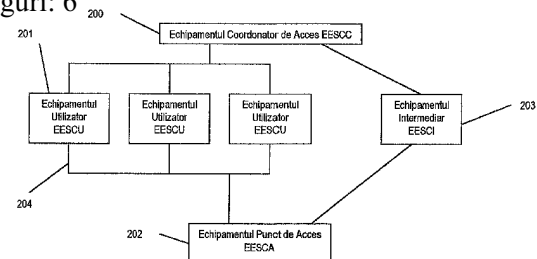 guri: 6
200
Echipamentul Coordonator de Acces EESCC
201
Echipamentul
Utilizator
EESCU
Echipamentul
Utilizator
EESCU
Echipamentul
Utilizator
EESCU
Echipamentul
Intermediar
EESCI
203
204
202
Echipamentul Punct de Acces
EESCA